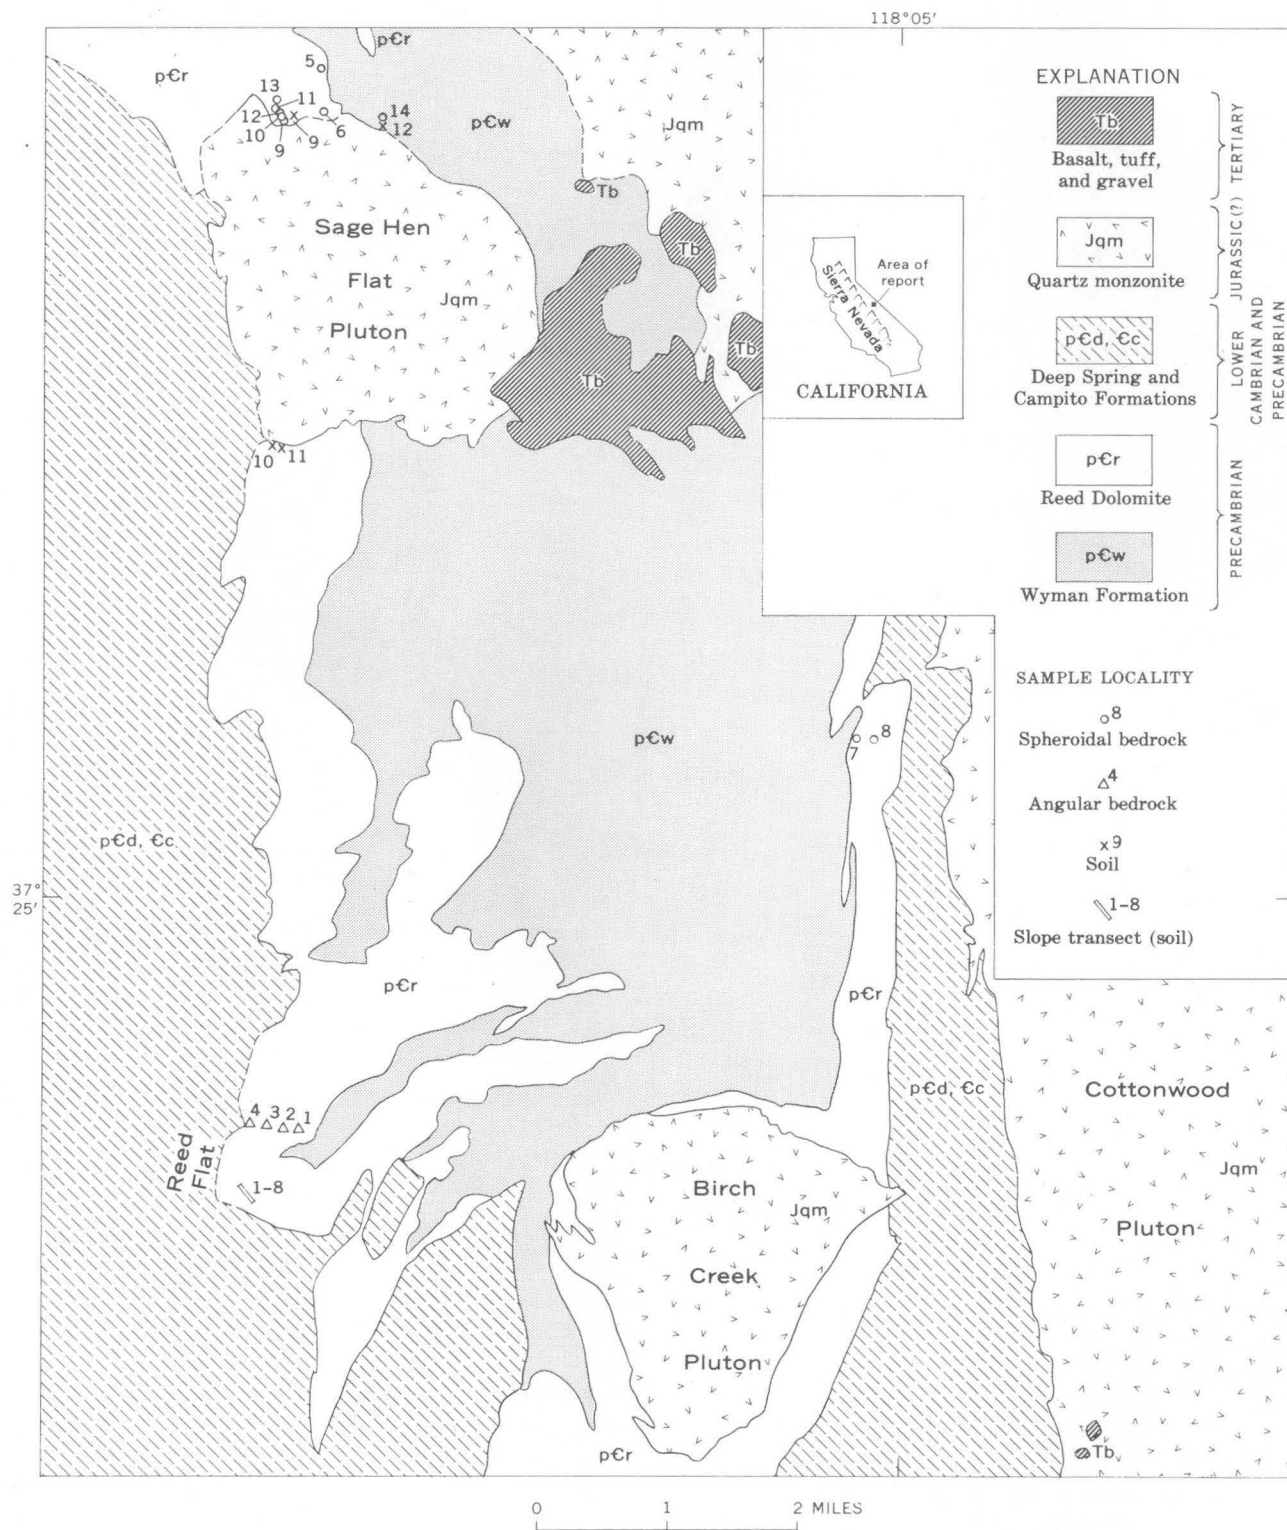 118°05′
p€r
p€r
5
13
11
12
10
9
9
6
14
12
p€w
Jqm
Tb
Tb
Sage Hen
Flat
Pluton
Jqm
Tb
Tb
10
11
EXPLANATION
Tb
Basalt, tuff,
and gravel
TERTIARY
Jqm
Quartz monzonite
JURASSIC(?)
p€d, €c
Deep Spring and
Campito Formations
LOWER
CAMBRIAN AND
PRECAMBRIAN
p€r
Reed Dolomite
p€w
Wyman Formation
PRECAMBRIAN
Area of
report
Sierra Nevada
CALIFORNIA
SAMPLE LOCALITY
8
Spheroidal bedrock
4
Angular bedrock
9
Soil
1–8
Slope transect (soil)
p€w
7
8
p€d, €c
37°
25′
p€r
p€r
p€d, €c
4
3
2
1
Reed
Flat
1–8
Birch
Jqm
Creek
Pluton
Cottonwood
Jqm
Pluton
p€r
Tb
0
1
2 MILES